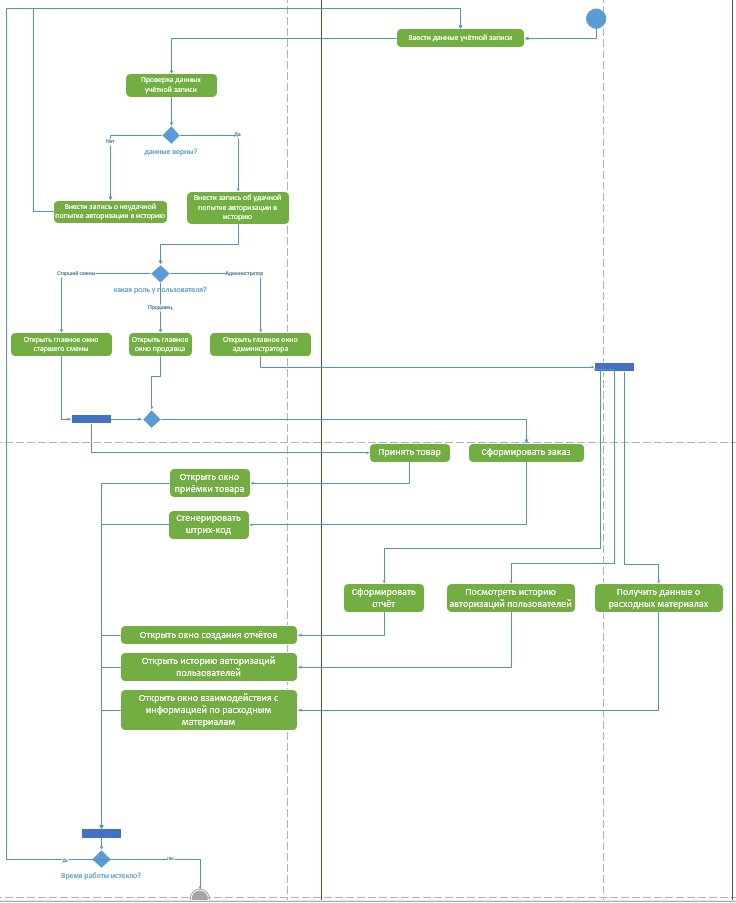 Ввести данные учётной записи
Проверка данных
учётной записи
Нет
Да
данные верны?
Внести запись о неудачной
попытке авторизации в историю
Внести запись об удачной
попытке авторизации в
историю
Старший смены
Администратор
какая роль у пользователя?
Продавец
Открыть главное окно
старшего смены
Открыть главное
окно продавца
Открыть главное окно
администратора
Принять товар
Сформировать заказ
Открыть окно
приёмки товара
Сгенерировать
штрих-код
Сформировать
отчёт
Посмотреть историю
авторизаций пользователей
Получить данные о
расходных материалах
Открыть окно создания отчётов
Открыть историю авторизаций
пользователей
Открыть окно взаимодействия с
информацией по расходным
материалам
Да
Нет
Время работы истекло?